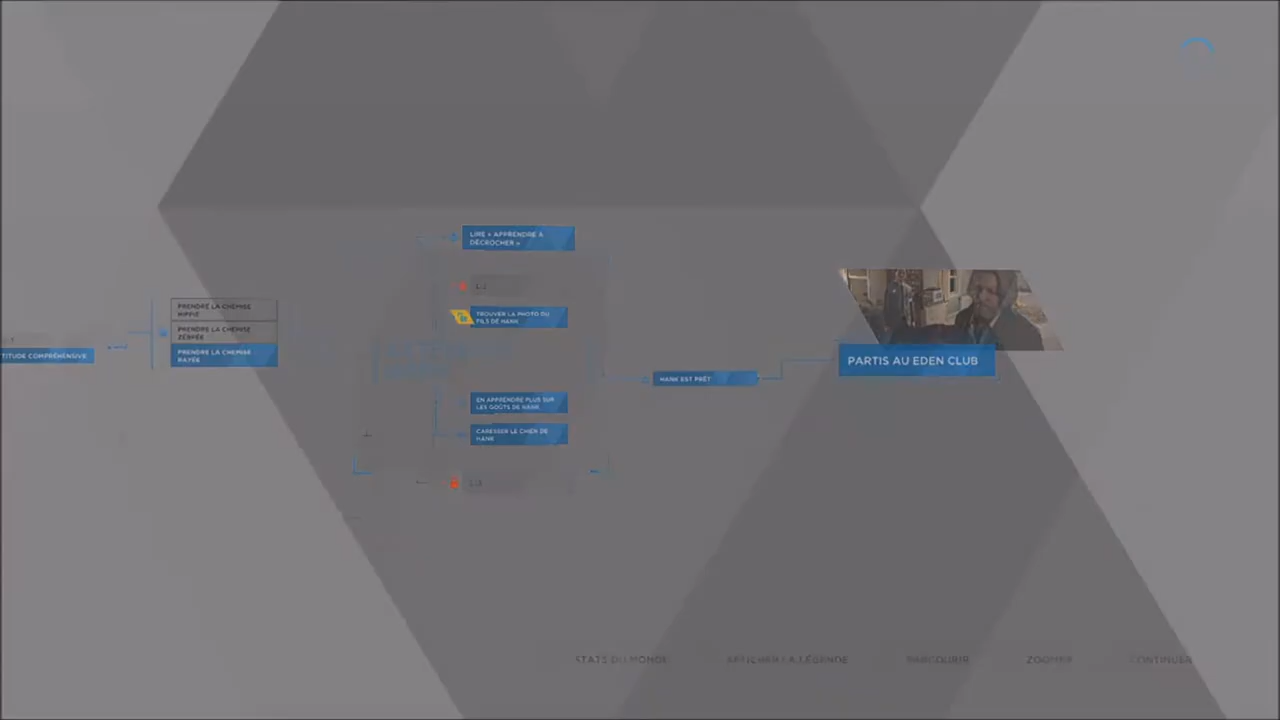 LIRE « APPRENDRE À
DÉCROCHER »
TROUVER LA PHOTO DU
FILS DE HANK
PRENDRE LA CHEMISE
HIPPIE
PRENDRE LA CHEMISE
ZÉBRÉE
PRENDRE LA CHEMISE
RAYÉE
TITUDE COMPRÉHENSIVE
EN APPRENDRE PLUS SUR
LES GOÛTS DE HANK
CARESSER LE CHIEN DE
HANK
HANK EST PRÊT
PARTIS AU EDEN CLUB
STATS DU MONDE
AFFICHER LA LÉGENDE
PARCOURIR
ZOOMER
CONTINUER